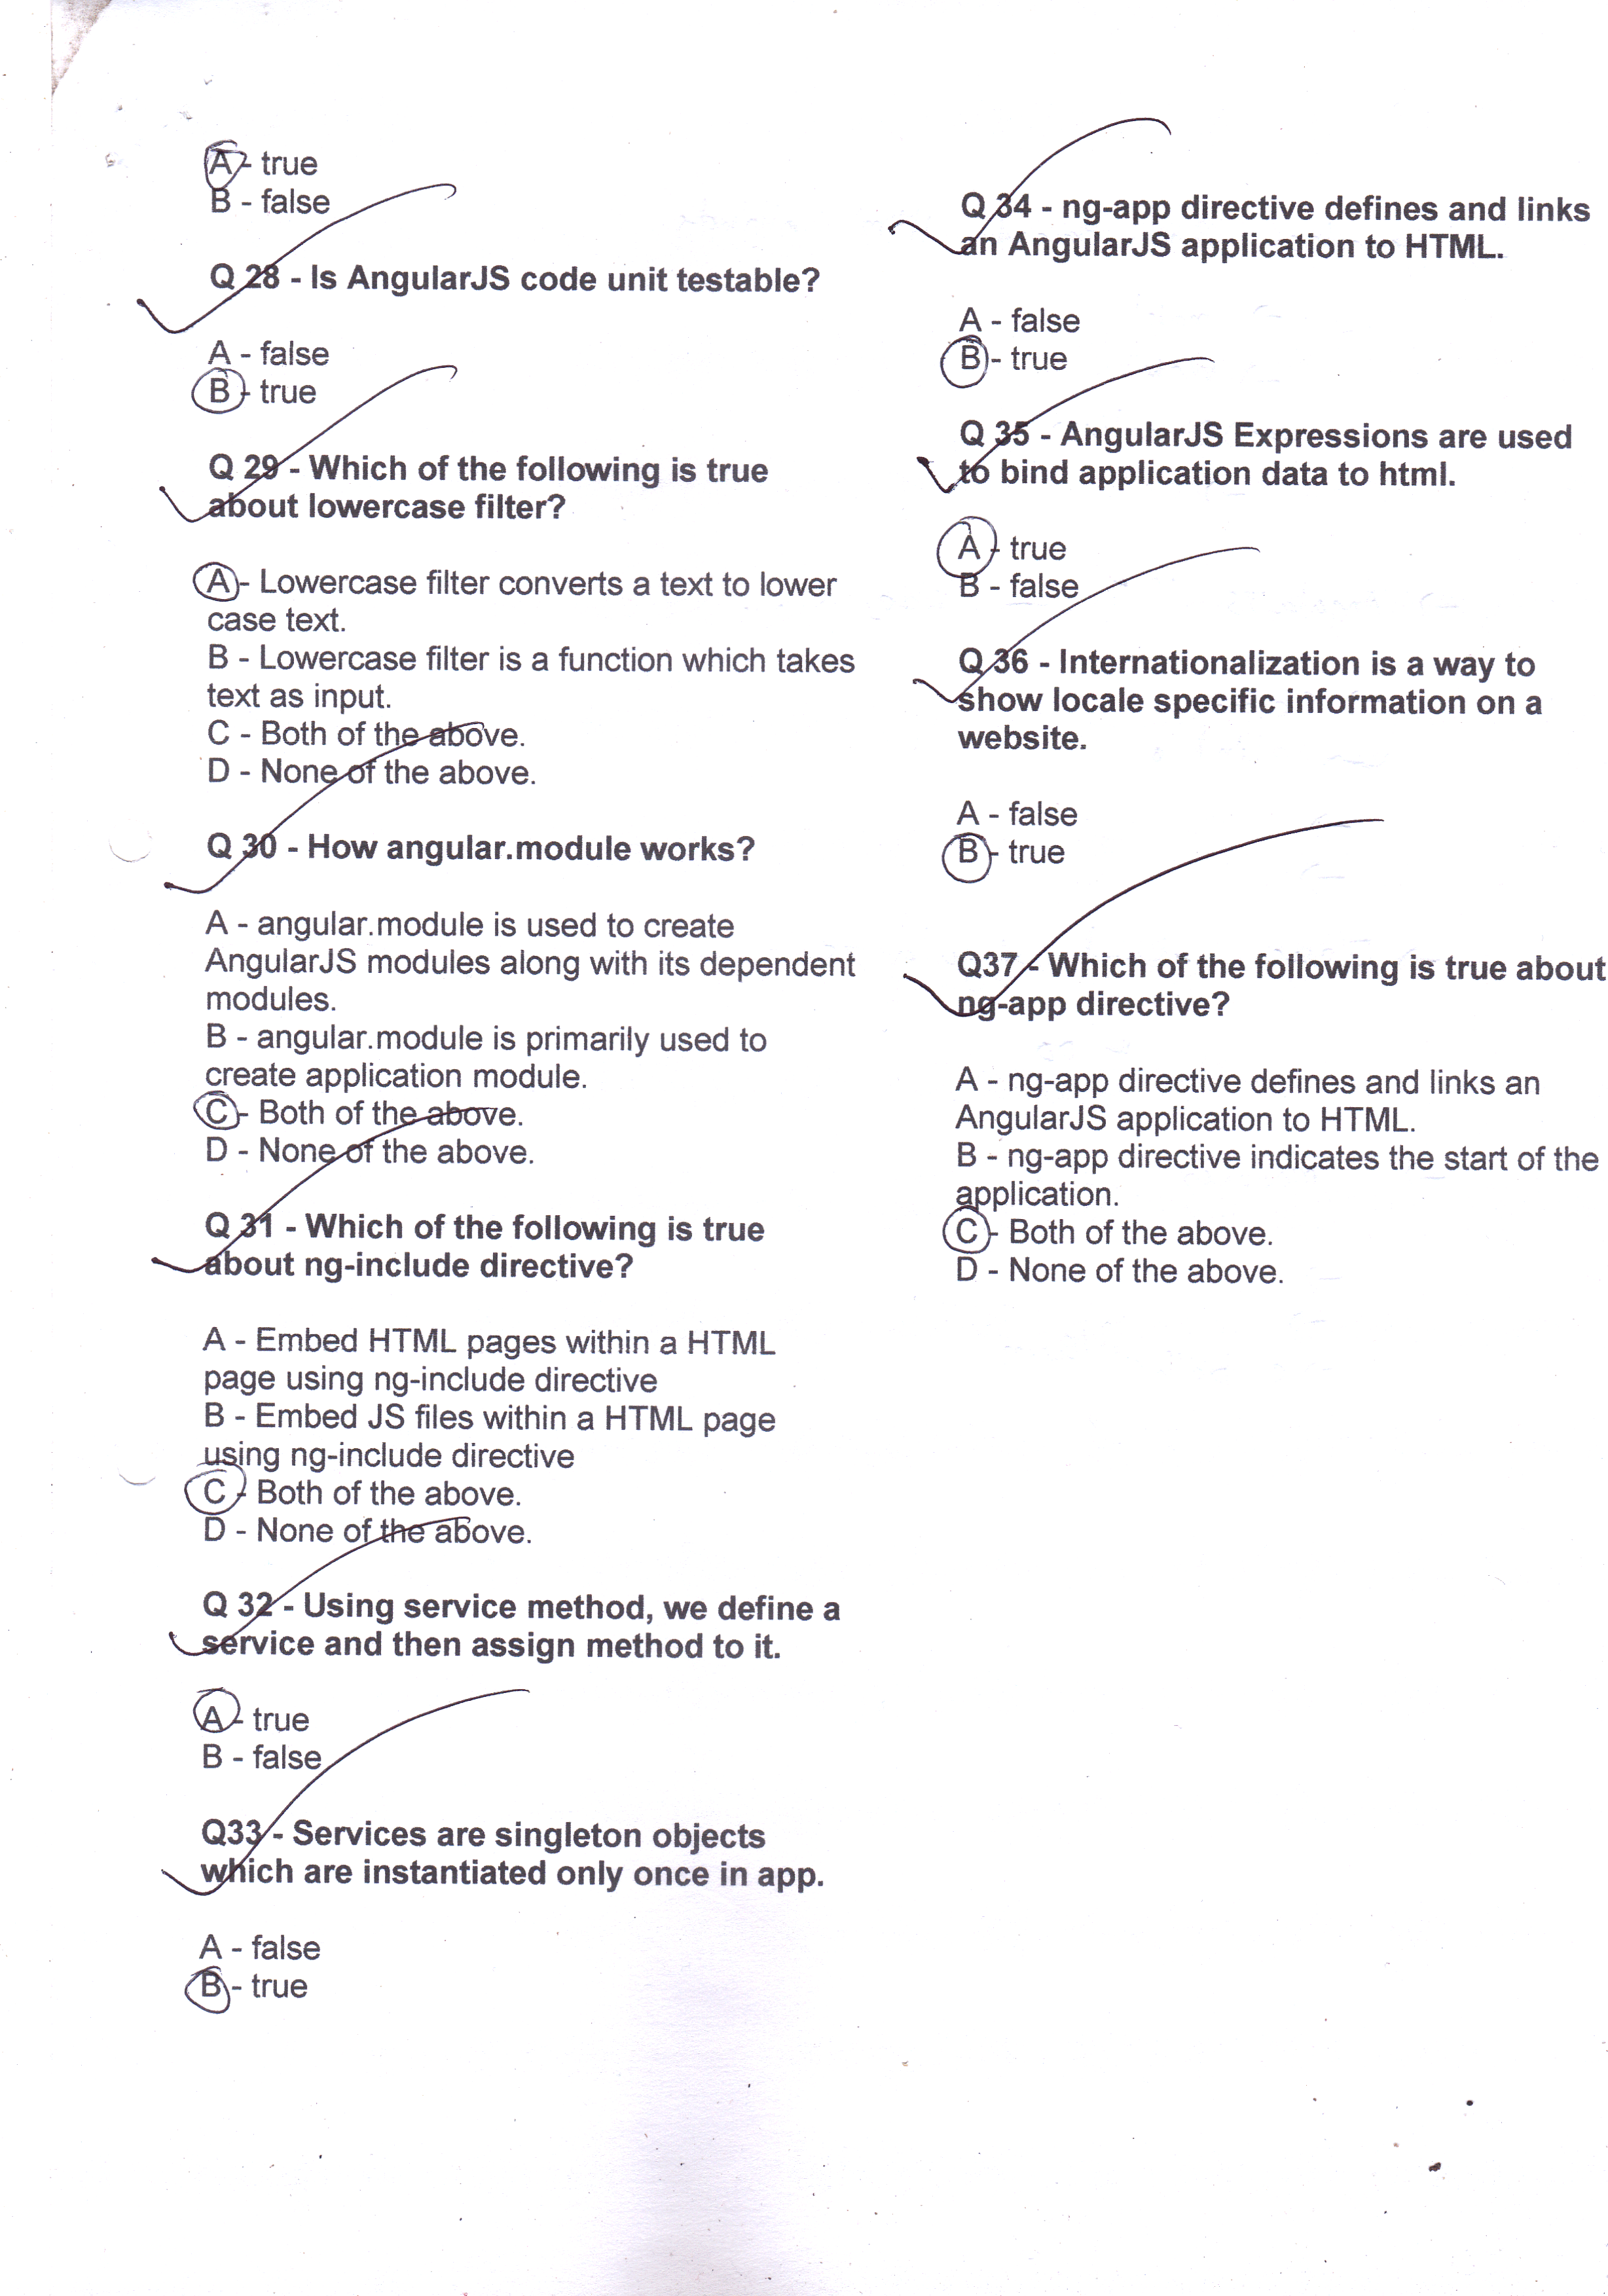 A - true
B - false
Q 28 - Is AngularJS code unit testable?
A - false
B - true
Q 29 - Which of the following is true
about lowercase filter?
A - Lowercase filter converts a text to lower
case text.
B - Lowercase filter is a function which takes
text as input.
C - Both of the above.
D - None of the above.
Q 30 - How angular.module works?
A - angular.module is used to create
AngularJS modules along with its dependent
modules.
B - angular.module is primarily used to
create application module.
C - Both of the above.
D - None of the above.
Q 31 - Which of the following is true
about ng-include directive?
A - Embed HTML pages within a HTML
page using ng-include directive
B - Embed JS files within a HTML page
using ng-include directive
C - Both of the above.
D - None of the above.
Q 32 - Using service method, we define a
service and then assign method to it.
A - true
B - false
Q33 - Services are singleton objects
which are instantiated only once in app.
A - false
B - true
Q 34 - ng-app directive defines and links
an AngularJS application to HTML.
A - false
B - true
Q 35 - AngularJS Expressions are used
to bind application data to html.
A - true
B - false
Q 36 - Internationalization is a way to
show locale specific information on a
website.
A - false
B - true
Q37 - Which of the following is true about
ng-app directive?
A - ng-app directive defines and links an
AngularJS application to HTML.
B - ng-app directive indicates the start of the
application.
C - Both of the above.
D - None of the above.